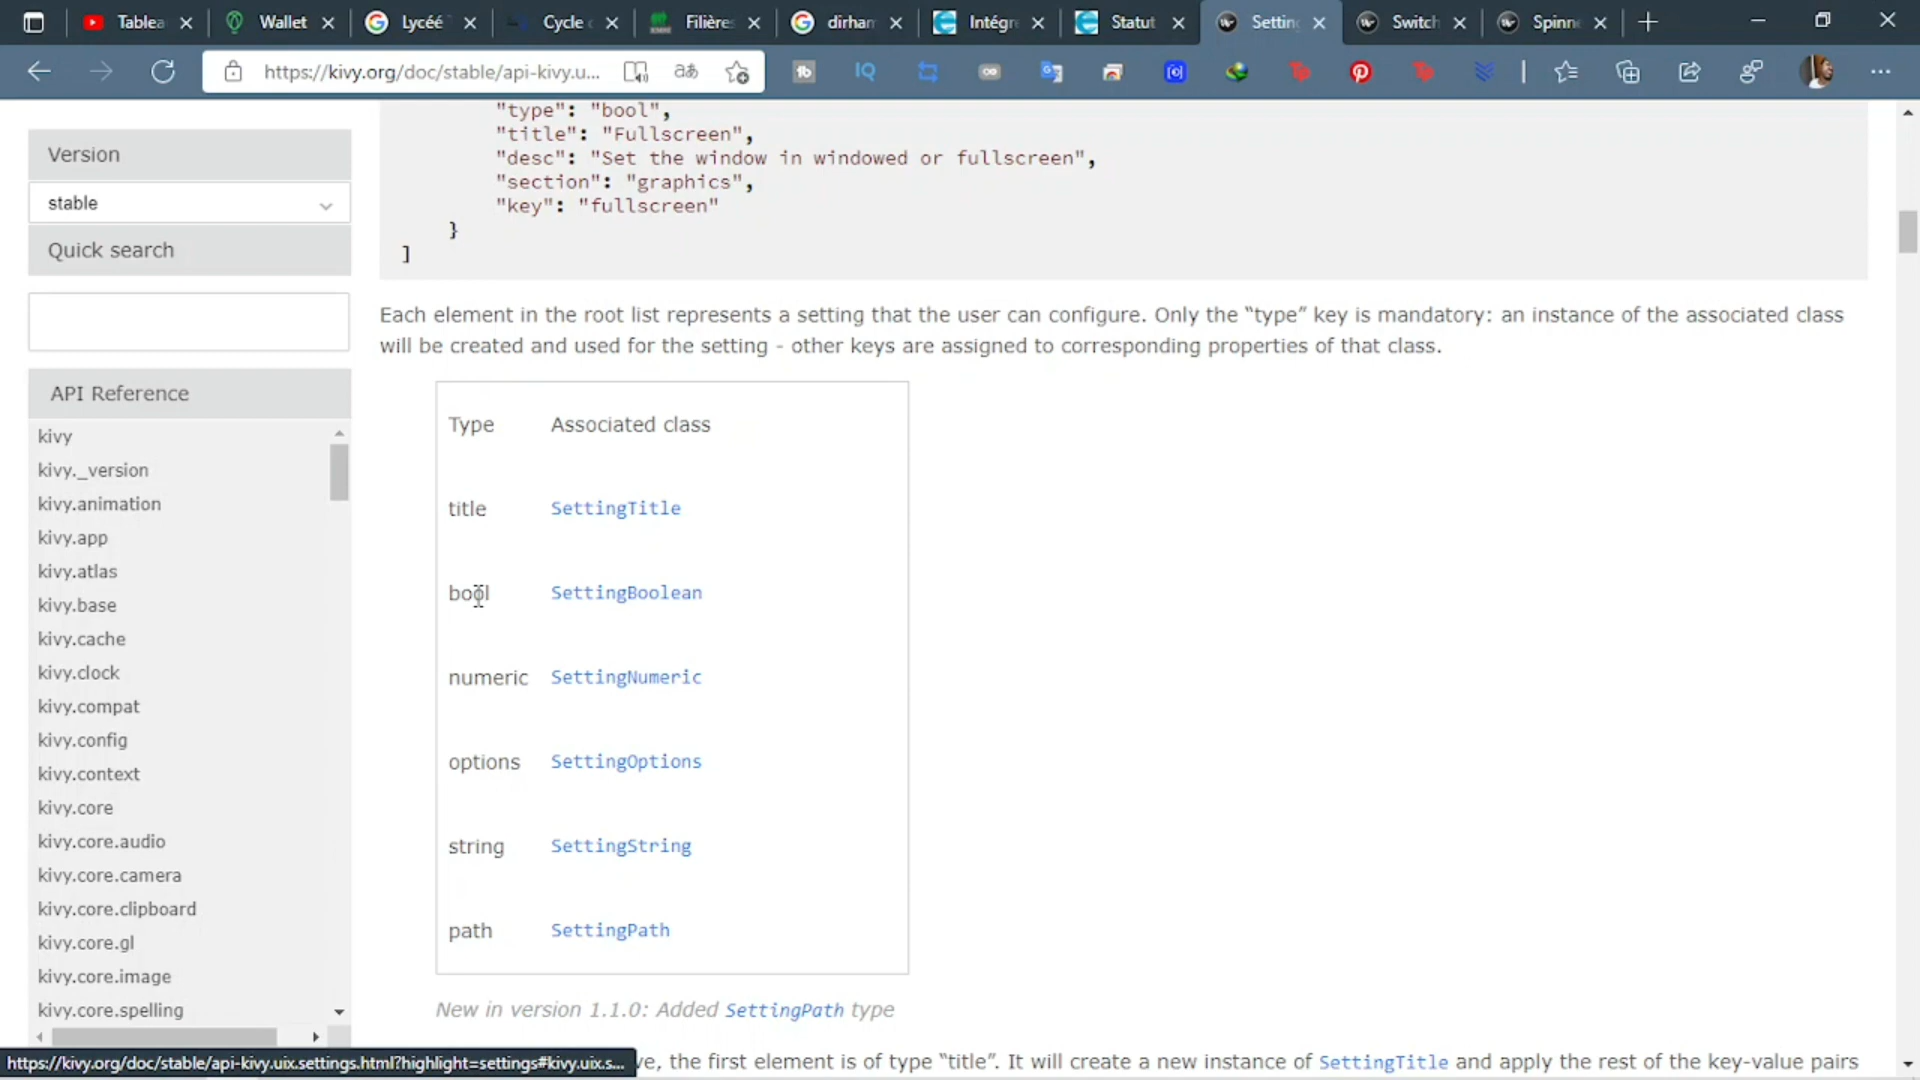 Tablea
Wallet
Lycéé
Cycle
Filière
dirham
Intégr
Statut
Setting
Switch
Spinn
https://kivy.org/doc/stable/api-kivy.u...
"type": "bool",
"title": "Fullscreen",
"desc": "Set the window in windowed or fullscreen",
"section": "graphics",
"key": "fullscreen"
}
]
Version
stable
Quick search
API Reference
kivy
kivy._version
kivy.animation
kivy.app
kivy.atlas
kivy.base
kivy.cache
kivy.clock
kivy.compat
kivy.config
kivy.context
kivy.core
kivy.core.audio
kivy.core.camera
kivy.core.clipboard
kivy.core.gl
kivy.core.image
kivy.core.spelling
Each element in the root list represents a setting that the user can configure. Only the “type” key is mandatory: an instance of the associated class
will be created and used for the setting - other keys are assigned to corresponding properties of that class.
Type Associated class
title SettingTitle
bool SettingBoolean
numeric SettingNumeric
options SettingOptions
string SettingString
path SettingPath
New in version 1.1.0: Added SettingPath type
ve, the first element is of type “title”. It will create a new instance of SettingTitle and apply the rest of the key-value pairs
https://kivy.org/doc/stable/api-kivy.uix.settings.html?highlight=settings#kivy.uix.s...